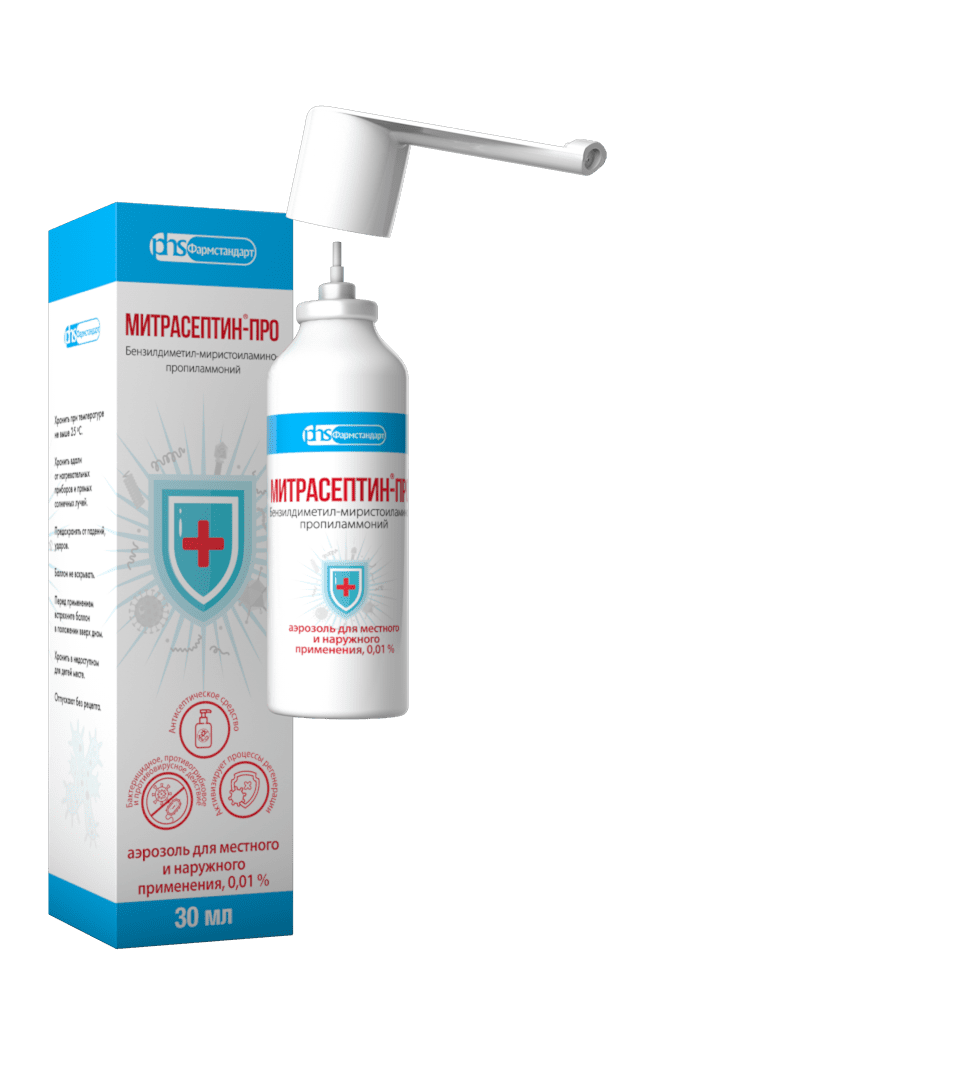 phs Фармстандарт
МИТРАСЕПТИН®-ПРО
Бензилдиметил-миристоиламино-
пропиламмоний
Антисептическое средство
Бактерицидное, противогрибковое
и противовирусное действие
Активизирует процессы регенерации
аэрозоль для местного
и наружного
применения, 0,01 %
30 мл
phs Фармстандарт
Хранить при температуре
не выше 25 °С.
Хранить вдали
от нагревательных
приборов и прямых
солнечных лучей.
Предохранять от падений,
ударов.
Баллон не вскрывать.
Перед применением
встряхните баллон
в положении вверх дном.
Хранить в недоступном
для детей месте.
Отпускают без рецепта.
phs Фармстандарт
МИТРАСЕПТИН®-ПР
Бензилдиметил-миристоиламино
пропиламмоний
аэрозоль для местного
и наружного
применения, 0,01 %